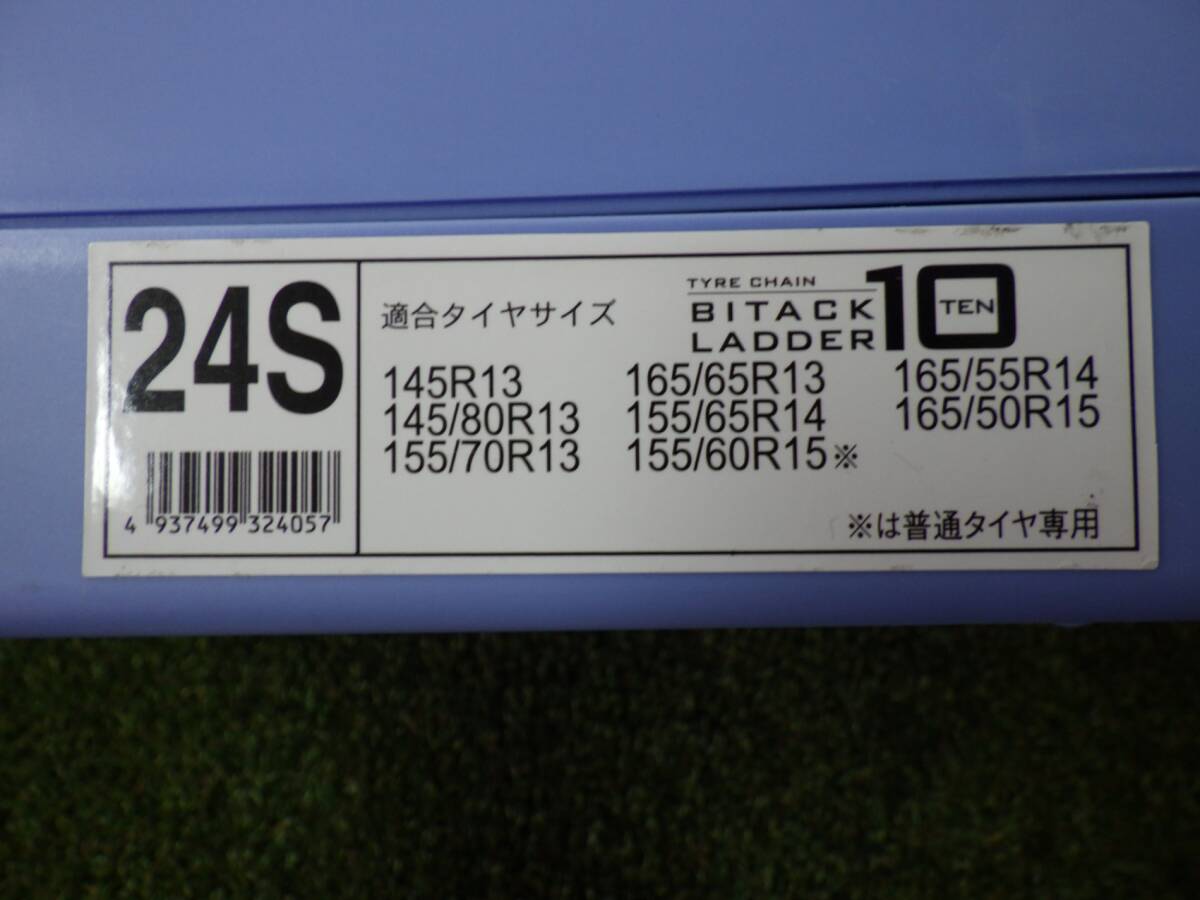 24S
4 937499 324057
適合タイヤサイズ
TYRE CHAIN
BITACK
LADDER
10
TEN
145R13 165/65R13 165/55R14
145/80R13 155/65R14 165/50R15
155/70R13 155/60R15※
※は普通タイヤ専用